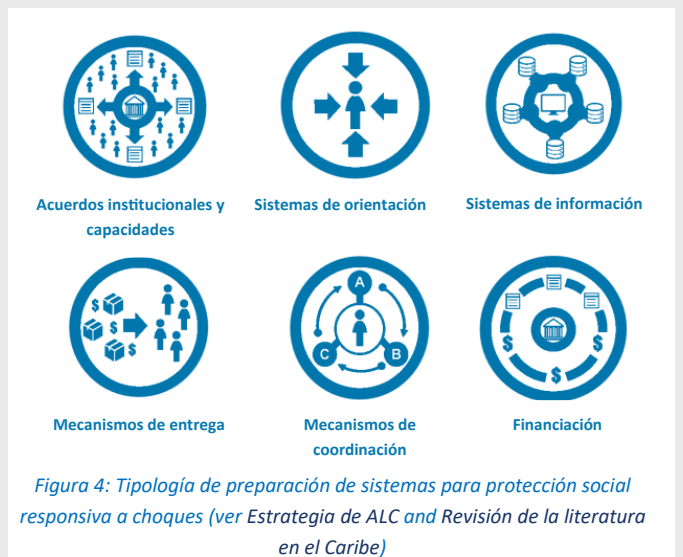 Acuerdos institucionales y
capacidades
Sistemas de orientación
Sistemas de información
$
$
$
A
C
B
$
$
$
Mecanismos de entrega
Mecanismos de
coordinación
Financiación
Figura 4: Tipología de preparación de sistemas para protección social
responsiva a choques (ver Estrategia de ALC and Revisión de la literatura
en el Caribe)